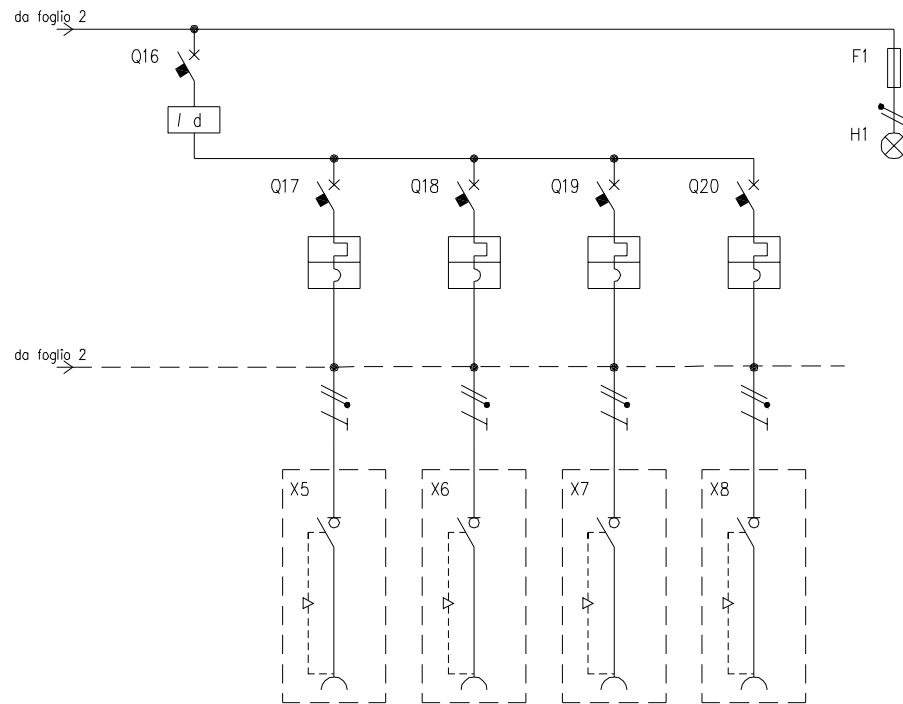 da foglio 2
Q16
F1
I d
H1
Q17
Q18
Q19
Q20
da foglio 2
X5
X6
X7
X8